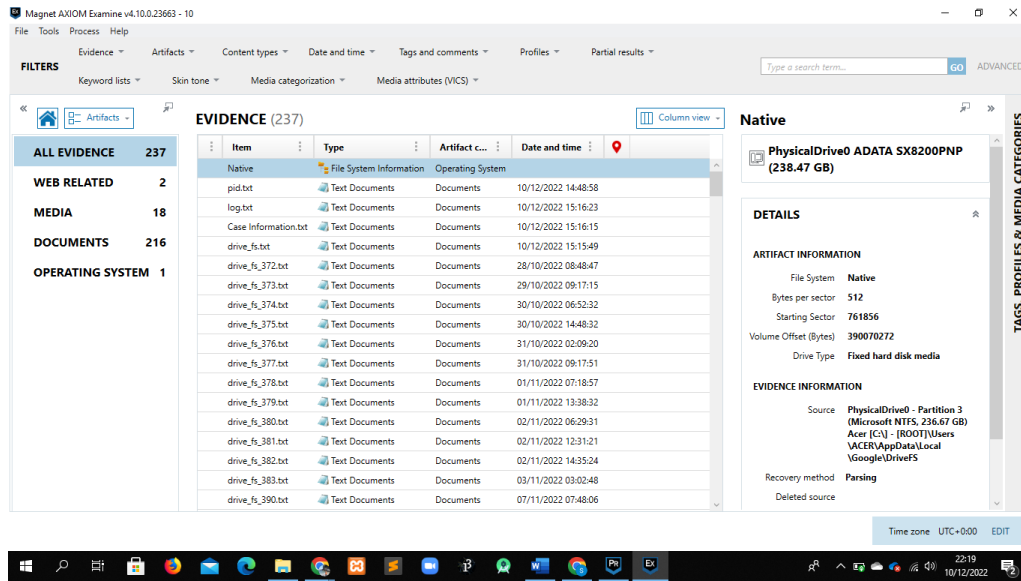 Magnet AXIOM Examine v4.10.0.23663 - 10
File Tools Process Help
FILTERS
Evidence Artifacts Content types Date and time Tags and comments Profiles Partial results
Keyword lists Skin tone Media categorization Media attributes (VICS)
Type a search term...
GO
ADVANCED
Artifacts
ALL EVIDENCE 237
WEB RELATED 2
MEDIA 18
DOCUMENTS 216
OPERATING SYSTEM 1
EVIDENCE (237)
Column view
Item Type Artifact c... Date and time
Native File System Information Operating System
pid.txt Text Documents Documents 10/12/2022 14:48:58
log.txt Text Documents Documents 10/12/2022 15:16:23
Case Information.txt Text Documents Documents 10/12/2022 15:16:15
drive_fs.txt Text Documents Documents 10/12/2022 15:15:49
drive_fs_372.txt Text Documents Documents 28/10/2022 08:48:47
drive_fs_373.txt Text Documents Documents 29/10/2022 09:17:15
drive_fs_374.txt Text Documents Documents 30/10/2022 06:52:32
drive_fs_375.txt Text Documents Documents 30/10/2022 14:48:32
drive_fs_376.txt Text Documents Documents 31/10/2022 02:09:20
drive_fs_377.txt Text Documents Documents 31/10/2022 09:17:51
drive_fs_378.txt Text Documents Documents 01/11/2022 07:18:57
drive_fs_379.txt Text Documents Documents 01/11/2022 13:38:32
drive_fs_380.txt Text Documents Documents 02/11/2022 06:29:31
drive_fs_381.txt Text Documents Documents 02/11/2022 12:31:21
drive_fs_382.txt Text Documents Documents 02/11/2022 14:35:24
drive_fs_383.txt Text Documents Documents 03/11/2022 03:02:48
drive_fs_390.txt Text Documents Documents 07/11/2022 07:48:06
Native
PhysicalDrive0 ADATA SX8200PNP
(238.47 GB)
DETAILS
ARTIFACT INFORMATION
File System Native
Bytes per sector 512
Starting Sector 761856
Volume Offset (Bytes) 390070272
Drive Type Fixed hard disk media
EVIDENCE INFORMATION
Source PhysicalDrive0 - Partition 3
(Microsoft NTFS, 236.67 GB)
Acer [C:\] - [ROOT]\Users
\ACER\AppData\Local
\Google\DriveFS
Recovery method Parsing
Deleted source
TAGS, PROFILES & MEDIA CATEGORIES
Time zone UTC+0:00 EDIT
22:19
10/12/2022
2